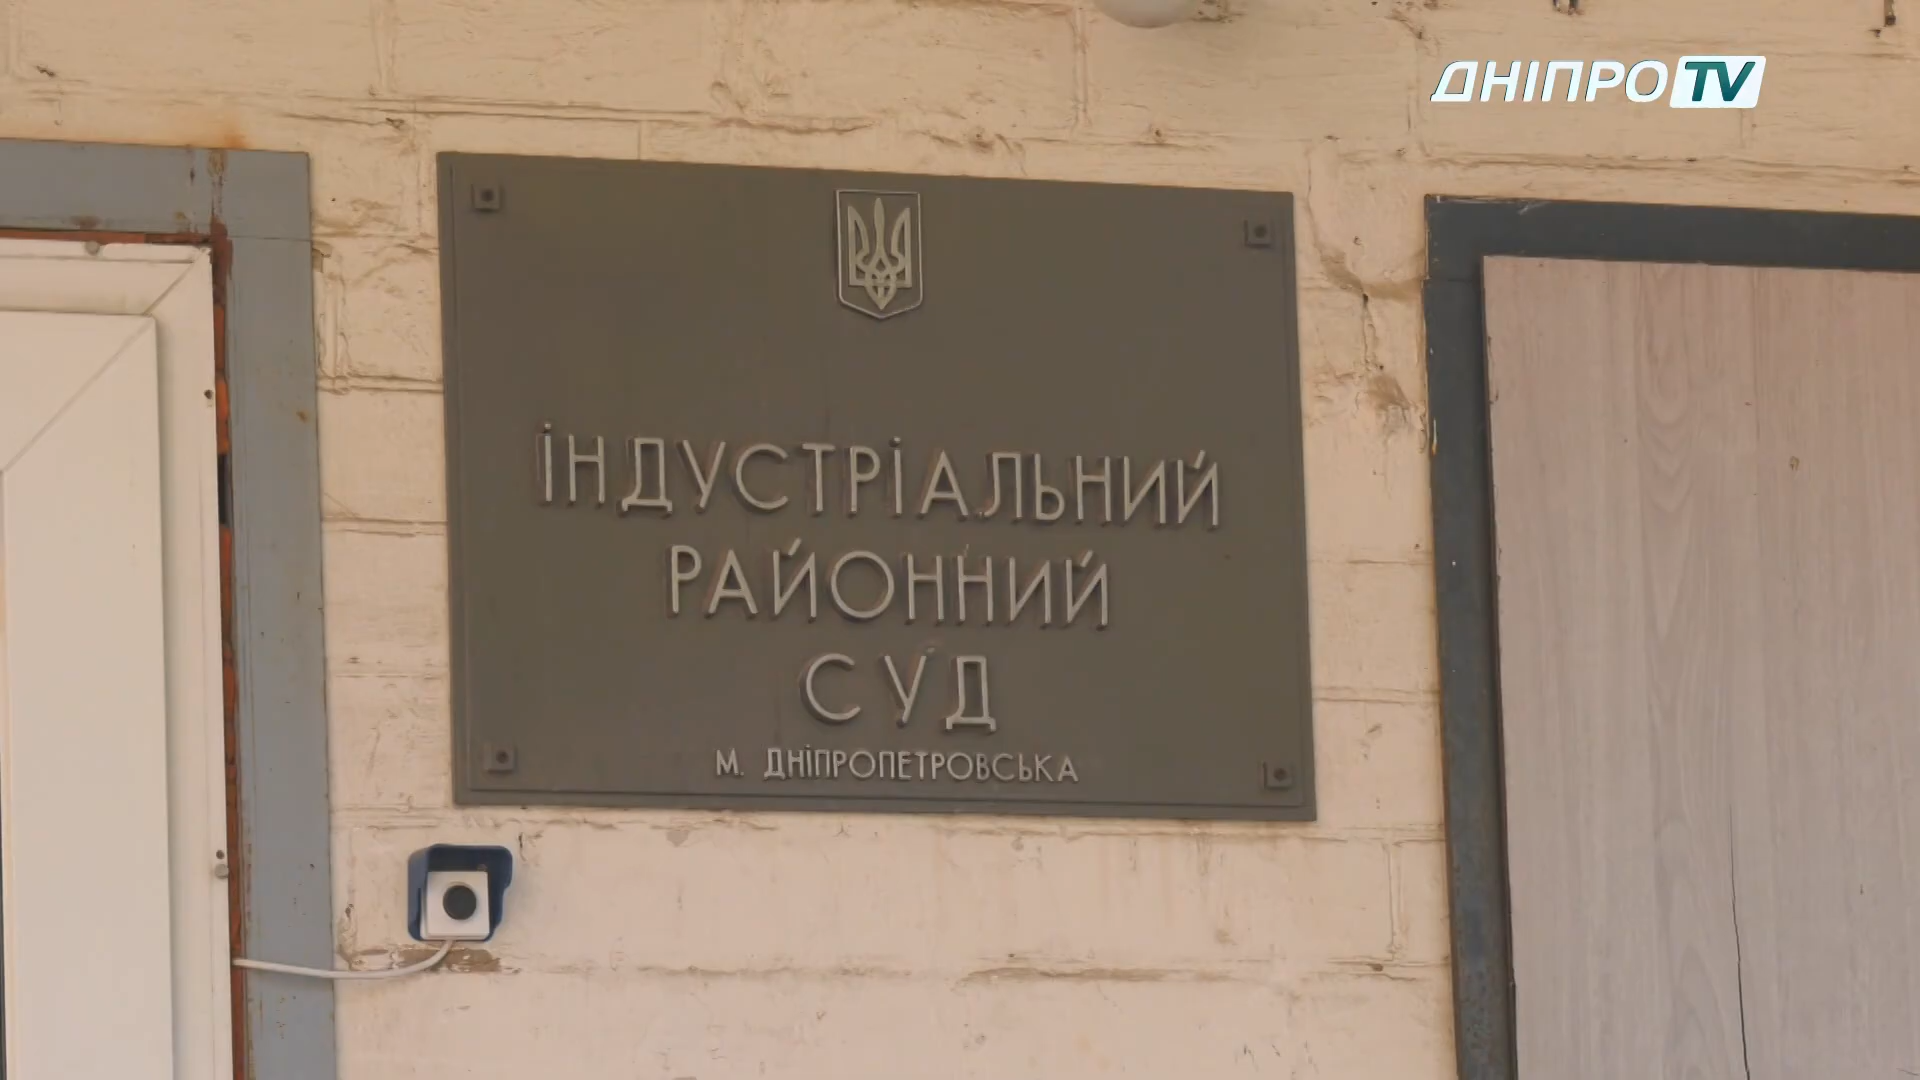 ДНІПРО TV
ІНДУСТРІАЛЬНИЙ
РАЙОННИЙ
СУД
М. ДНІПРОПЕТРОВСЬКА